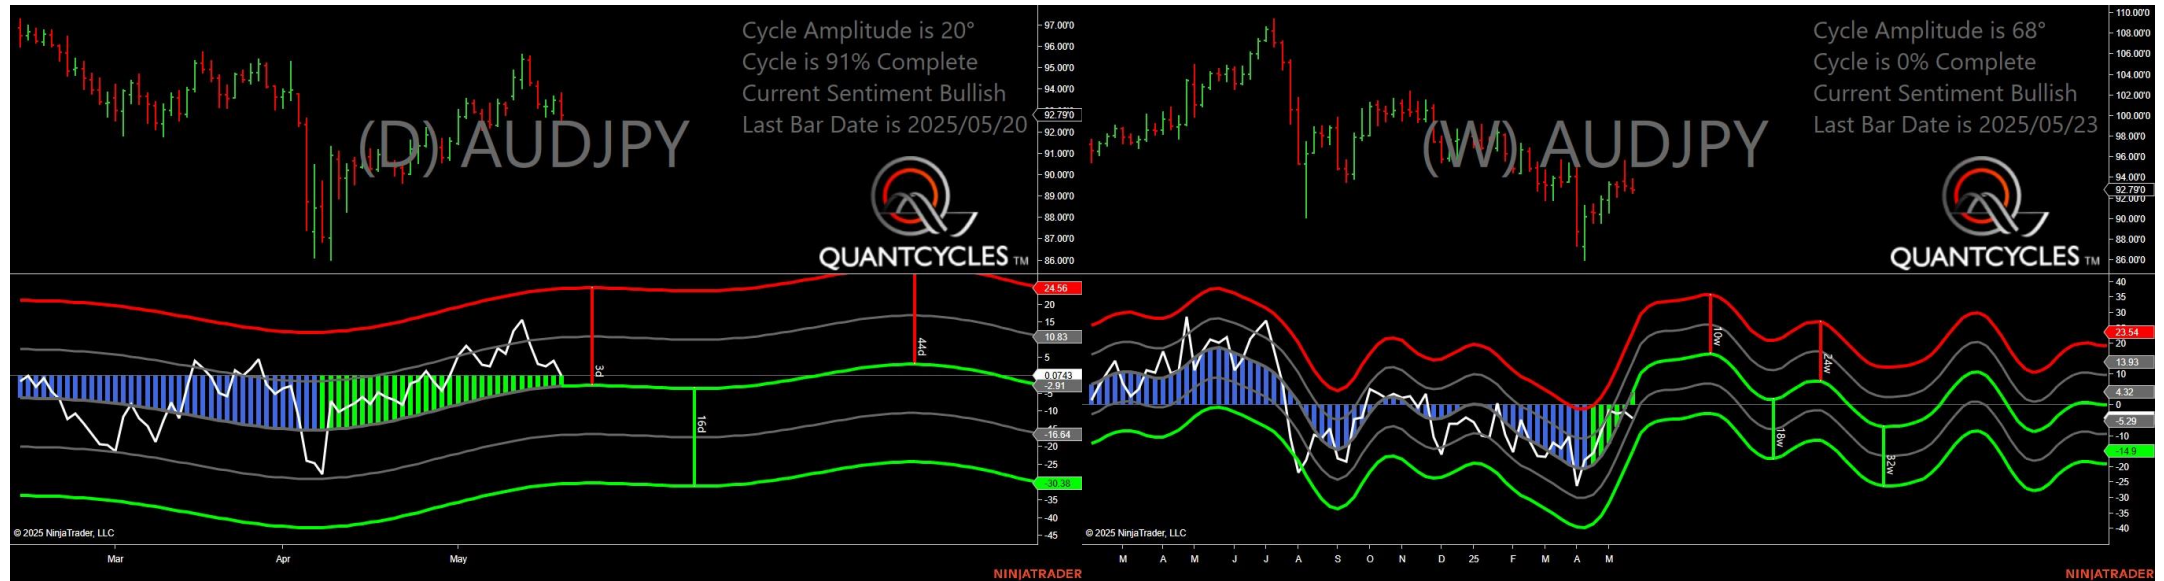 Cycle Amplitude is 20°
Cycle is 91% Complete
Current Sentiment Bullish
Last Bar Date is 2025/05/20
(D) AUDJPY
QUANTCYCLES TM
97.00'0
96.00'0
95.00'0
94.00'0
92.79'0
92.00'0
91.00'0
90.00'0
89.00'0
88.00'0
87.00'0
86.00'0
24.56
20
15
10.83
5
0.0743
-2.91
-10
-16.64
-20
-25
-30.38
-35
-40
-45
3d
16d
44d
© 2025 NinjaTrader, LLC
Mar
Apr
May
NINJATRADER
Cycle Amplitude is 68°
Cycle is 0% Complete
Current Sentiment Bullish
Last Bar Date is 2025/05/23
(W) AUDJPY
QUANTCYCLES TM
110.00'0
108.00'0
106.00'0
104.00'0
102.00'0
100.00'0
98.00'0
96.00'0
94.00'0
92.79'0
92.00'0
90.00'0
88.00'0
86.00'0
40
35
30
23.54
20
13.93
10
4.32
0
-5.29
-10
-14.9
-20
-25
-30
-35
-40
10w
18w
24w
32w
© 2025 NinjaTrader, LLC
M A M J J A S O N D 25 F M A M
NINJATRADER